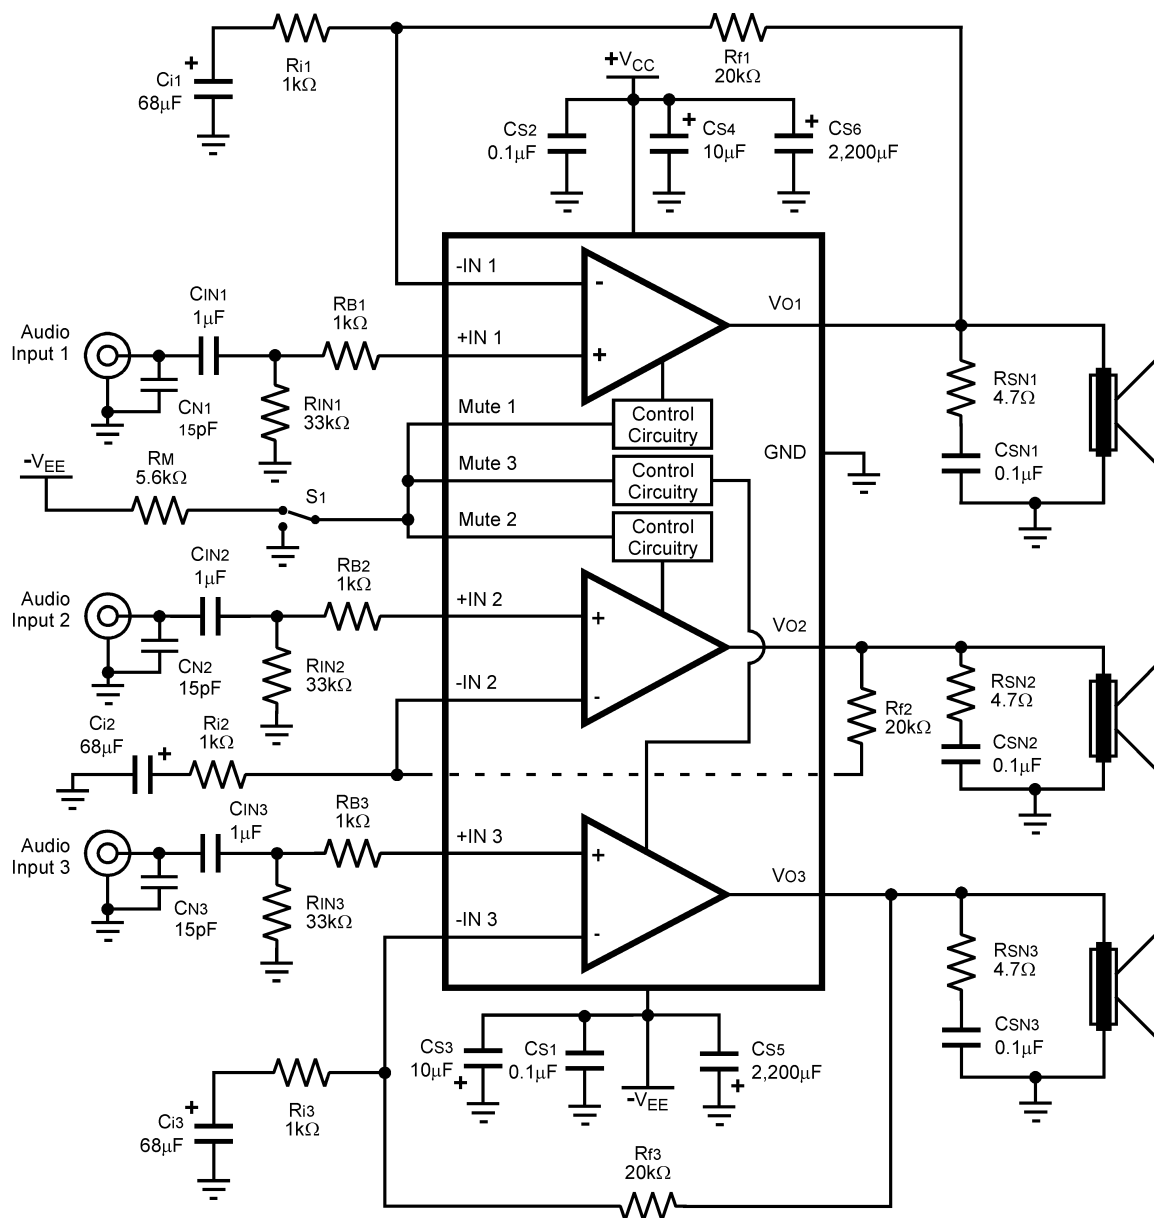 Ri1
1kΩ
Ci1
68µF
+
Rf1
20kΩ
+VCC
CS2
0.1µF
+
CS4
10µF
+
CS6
2,200µF
-IN 1
-
VO1
CIN1
1µF
RB1
1kΩ
Audio
Input 1
+IN 1
+
CN1
15pF
RIN1
33kΩ
Mute 1
Control
Circuitry
RSN1
4.7Ω
CSN1
0.1µF
GND
-VEE
RM
5.6kΩ
S1
Mute 3
Control
Circuitry
Mute 2
Control
Circuitry
CIN2
1µF
RB2
1kΩ
Audio
Input 2
+IN 2
+
VO2
CN2
15pF
RIN2
33kΩ
-IN 2
-
Rf2
20kΩ
RSN2
4.7Ω
CSN2
0.1µF
Ci2
68µF
+
Ri2
1kΩ
CIN3
1µF
RB3
1kΩ
Audio
Input 3
+IN 3
+
VO3
CN3
15pF
RIN3
33kΩ
-IN 3
-
RSN3
4.7Ω
CSN3
0.1µF
CS3
10µF
+
CS1
0.1µF
-VEE
CS5
2,200µF
+
+
Ci3
68µF
Ri3
1kΩ
Rf3
20kΩ